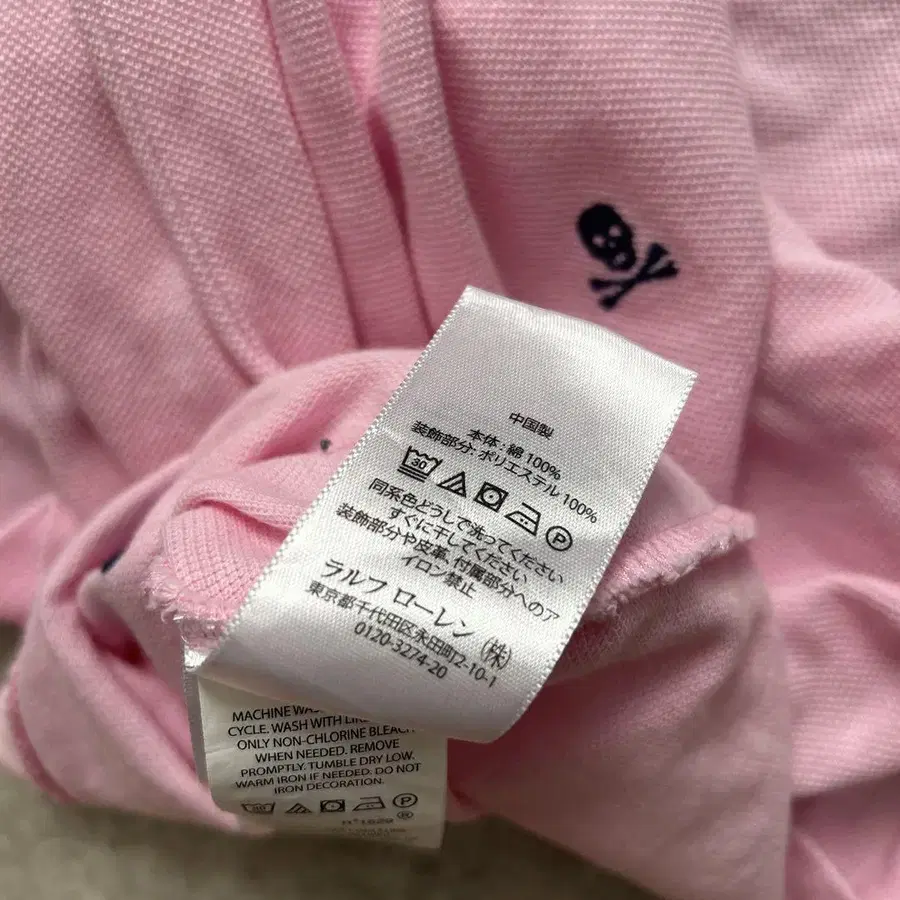 中国製
本体: 綿 100%
装飾部分: ポリエステル 100%
30
P
同系色どうしで洗ってください
すぐに干してください
装飾部分や皮革, 付属部分へのア
イロン禁止
ラルフ ローレン (株)
東京都千代田区永田町2-10-1
0120-3274-20
MACHINE WAS
CYCLE. WASH WITH LIK
ONLY NON-CHLORINE BLEAC
WHEN NEEDED. REMOVE
PROMPTLY. TUMBLE DRY LOW.
WARM IRON IF NEEDED. DO NOT
IRON DECORATION.
30
P
®